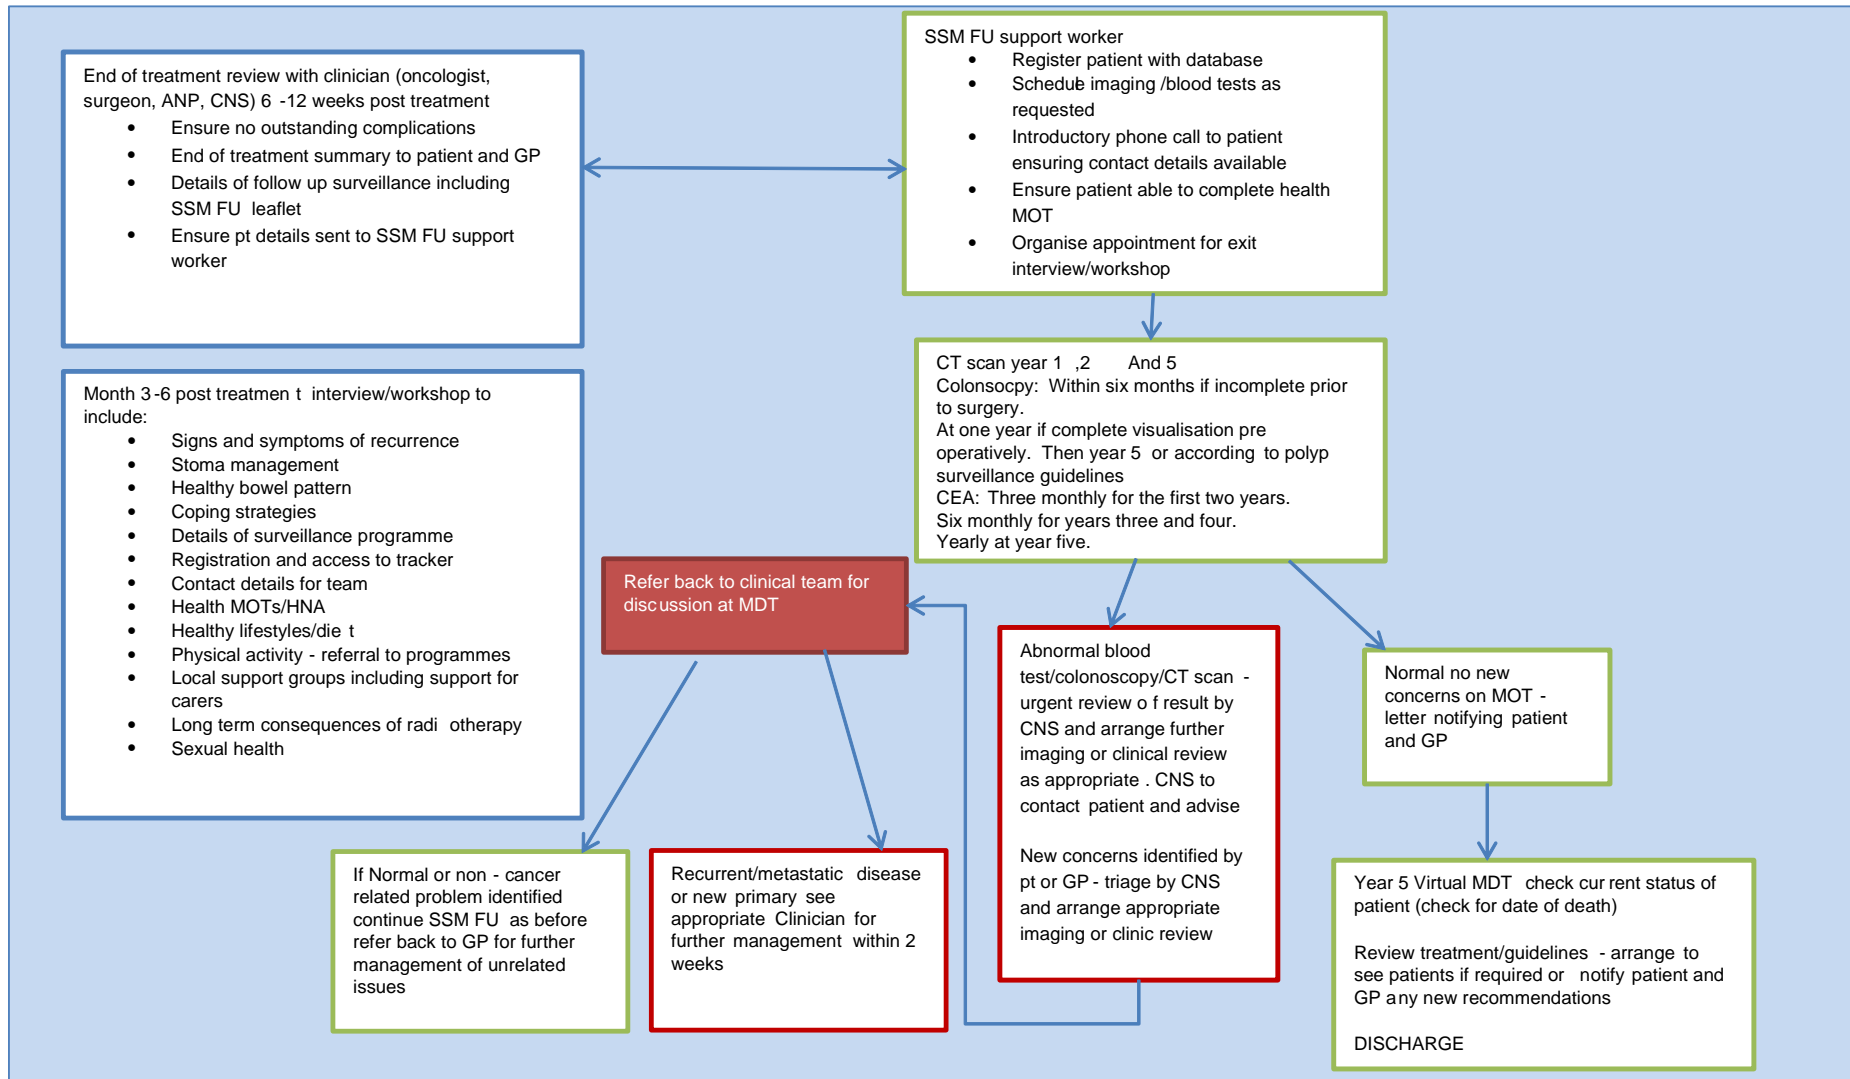 End of treatment review with clinician (oncologist,
surgeon, ANP, CNS) 6 -12 weeks post treatment
• Ensure no outstanding complications
• End of treatment summary to patient and GP
• Details of follow up surveillance including
SSM FU leaflet
• Ensure pt details sent to SSM FU support
worker
SSM FU support worker
• Register patient with database
• Schedule imaging /blood tests as
requested
• Introductory phone call to patient
ensuring contact details available
• Ensure patient able to complete health
MOT
• Organise appointment for exit
interview/workshop
Month 3 -6 post treatmen t interview/workshop to
include:
• Signs and symptoms of recurrence
• Stoma management
• Healthy bowel pattern
• Coping strategies
• Details of surveillance programme
• Registration and access to tracker
• Contact details for team
• Health MOTs/HNA
• Healthy lifestyles/die t
• Physical activity - referral to programmes
• Local support groups including support for
carers
• Long term consequences of radi otherapy
• Sexual health
CT scan year 1 ,2 And 5
Colonsocpy: Within six months if incomplete prior
to surgery.
At one year if complete visualisation pre
operatively. Then year 5 or according to polyp
surveillance guidelines
CEA: Three monthly for the first two years.
Six monthly for years three and four.
Yearly at year five.
Refer back to clinical team for
discussion at MDT
Abnormal blood
test/colonoscopy/CT scan -
urgent review o f result by
CNS and arrange further
imaging or clinical review
as appropriate . CNS to
contact patient and advise
New concerns identified by
pt or GP - triage by CNS
and arrange appropriate
imaging or clinic review
Normal no new
concerns on MOT -
letter notifying patient
and GP
If Normal or non - cancer
related problem identified
continue SSM FU as before
refer back to GP for further
management of unrelated
issues
Recurrent/metastatic disease
or new primary see
appropriate Clinician for
further management within 2
weeks
Year 5 Virtual MDT check cur rent status of
patient (check for date of death)
Review treatment/guidelines - arrange to
see patients if required or notify patient and
GP any new recommendations
DISCHARGE